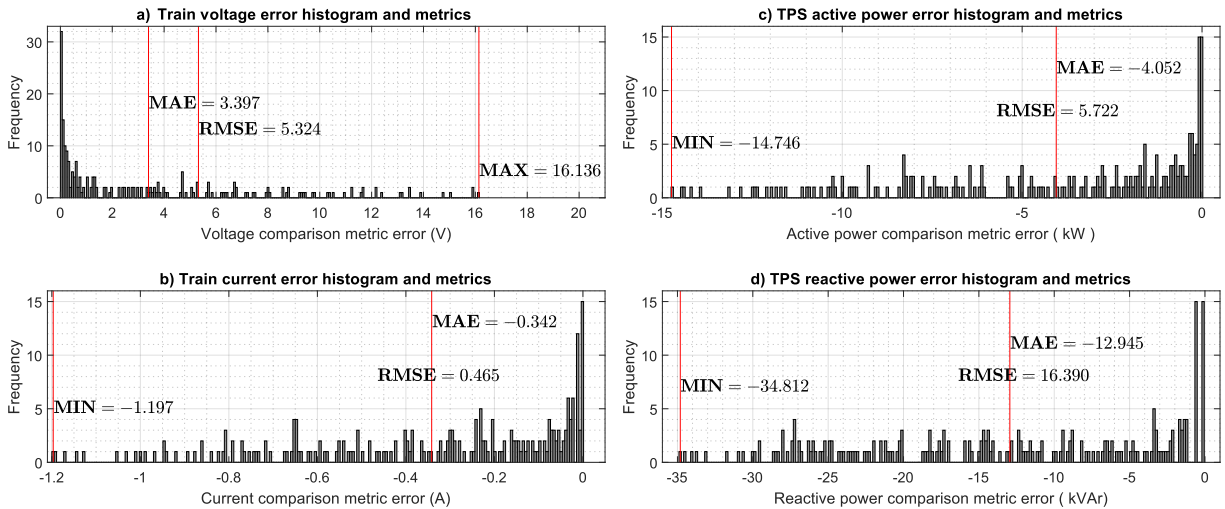 a)  Train voltage error histogram and metrics
Frequency
30
20
10
0
MAE = 3.397
RMSE = 5.324
MAX = 16.136
0 2 4 6 8 10 12 14 16 18 20
Voltage comparison metric error (V)
c) TPS active power error histogram and metrics
Frequency
15
10
5
0
MAE = −4.052
RMSE = 5.722
MIN = −14.746
-15 -10 -5 0
Active power comparison metric error ( kW )
b) Train current error histogram and metrics
Frequency
15
10
5
0
MAE = −0.342
RMSE = 0.465
MIN = −1.197
-1.2 -1 -0.8 -0.6 -0.4 -0.2 0
Current comparison metric error (A)
d) TPS reactive power error histogram and metrics
Frequency
15
10
5
0
MAE = −12.945
RMSE = 16.390
MIN = −34.812
-35 -30 -25 -20 -15 -10 -5 0
Reactive power comparison metric error ( kVAr)